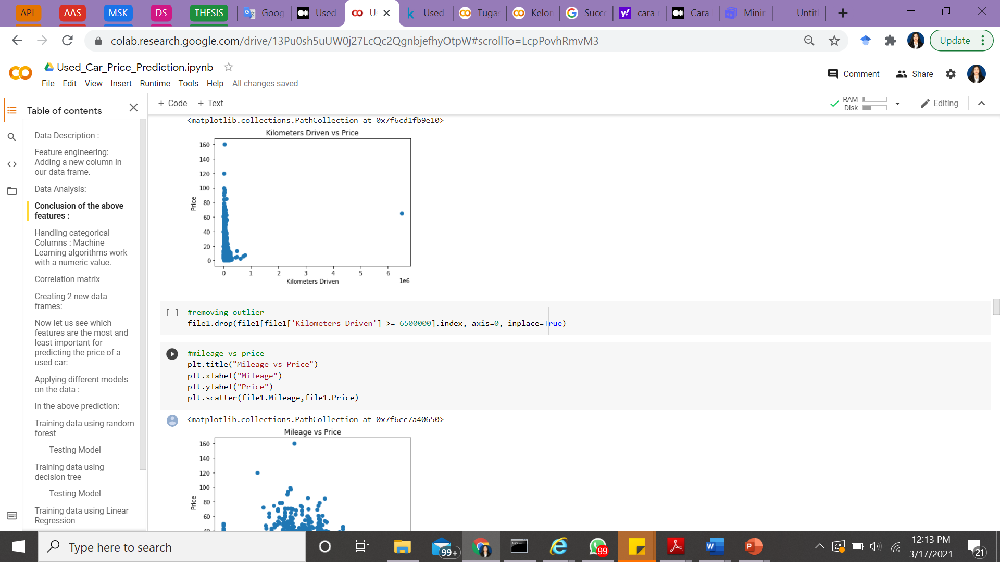 APL
AAS
MSK
DS
THESIS
Goog
Used
Us
Used
Tugas
Kelon
Succe
cara
Cara
Minin
Untitl
colab.research.google.com/drive/13Pu0sh5uUW0j27LcQc2QgnbjefhyOtpW#scrollTo=LcpPovhRmvM3
Update
Used_Car_Price_Prediction.ipynb
File Edit View Insert Runtime Tools Help All changes saved
Comment
Share
Table of contents
+ Code + Text
RAM
Disk
Editing
Data Description :
Feature engineering:
Adding a new column in
our data frame.
Data Analysis:
Conclusion of the above
features :
Handling categorical
Columns : Machine
Learning algorithms work
with a numeric value.
Correlation matrix
Creating 2 new data
frames:
Now let us see which
features are the most and
least important for
predicting the price of a
used car:
Applying different models
on the data :
In the above prediction:
Training data using random
forest
Testing Model
Training data using
decision tree
Testing Model
Training data using Linear
Regression
<matplotlib.collections.PathCollection at 0x7f6cd1fb9e10>
Kilometers Driven vs Price
160
140
120
100
80
60
40
20
0
Price
0 1 2 3 4 5 6
Kilometers Driven
1e6
[ ] #removing outlier
file1.drop(file1[file1['Kilometers_Driven'] >= 6500000].index, axis=0, inplace=True)
#mileage vs price
plt.title("Mileage vs Price")
plt.xlabel("Mileage")
plt.ylabel("Price")
plt.scatter(file1.Mileage,file1.Price)
<matplotlib.collections.PathCollection at 0x7f6cc7a40650>
Mileage vs Price
160
140
120
100
80
60
40
Price
Type here to search
99+
99
12:13 PM
3/17/2021
21